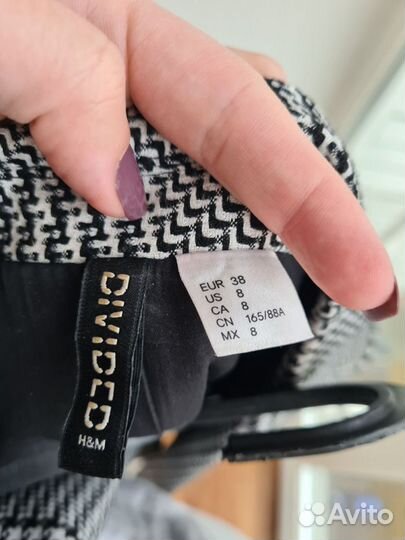 DIVIDED
H&M
EUR 38
US 8
CA 8
CN 165/88A
MX 8
Avito